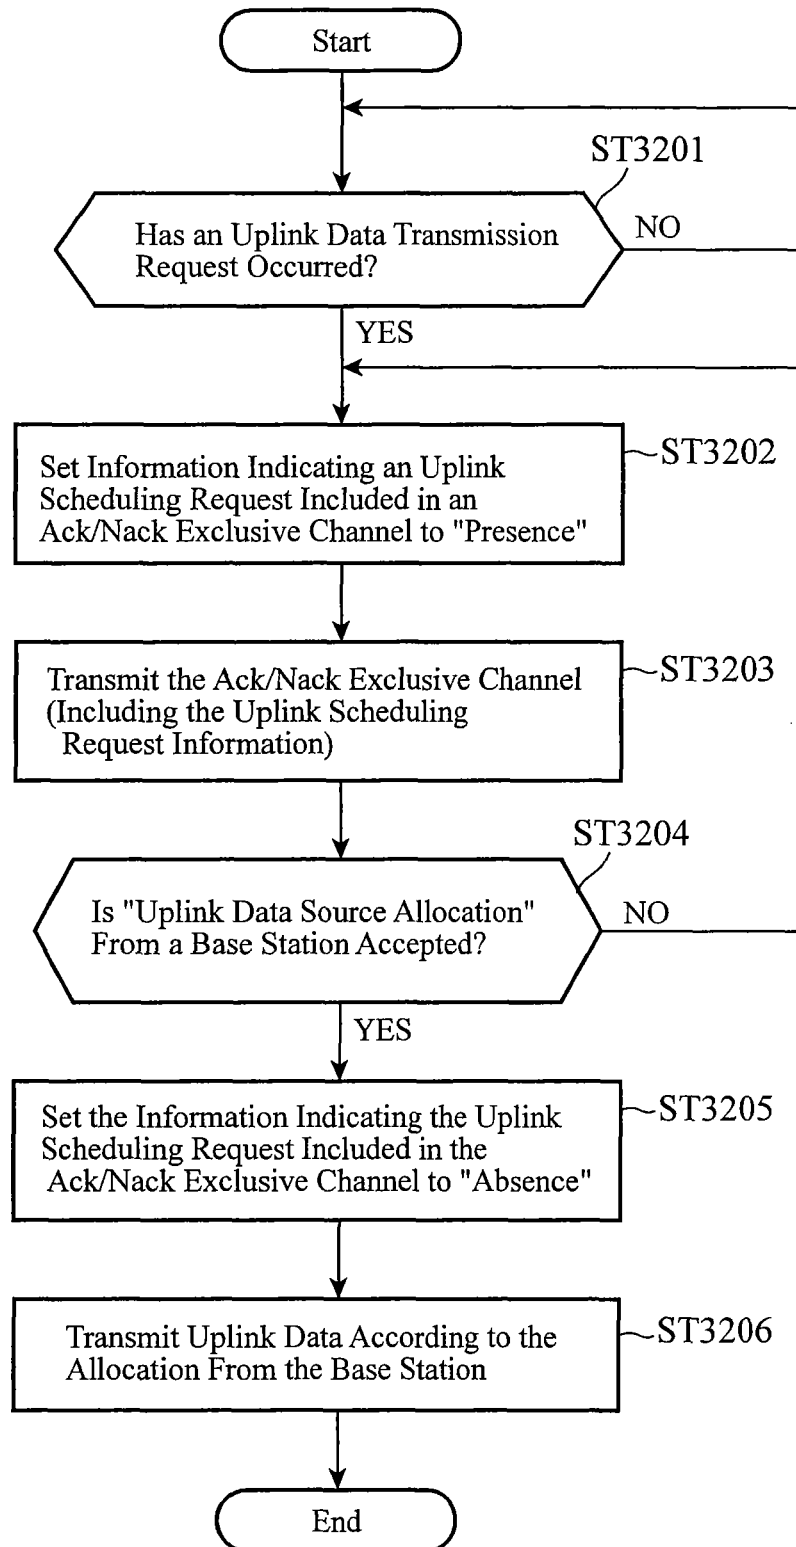 Start
ST3201
Has an Uplink Data Transmission
Request Occurred?
NO
YES
Set Information Indicating an Uplink
Scheduling Request Included in an
Ack/Nack Exclusive Channel to "Presence"
ST3202
Transmit the Ack/Nack Exclusive Channel
(Including the Uplink Scheduling
Request Information)
ST3203
ST3204
Is "Uplink Data Source Allocation"
From a Base Station Accepted?
NO
YES
Set the Information Indicating the Uplink
Scheduling Request Included in the
Ack/Nack Exclusive Channel to "Absence"
ST3205
Transmit Uplink Data According to the
Allocation From the Base Station
ST3206
End